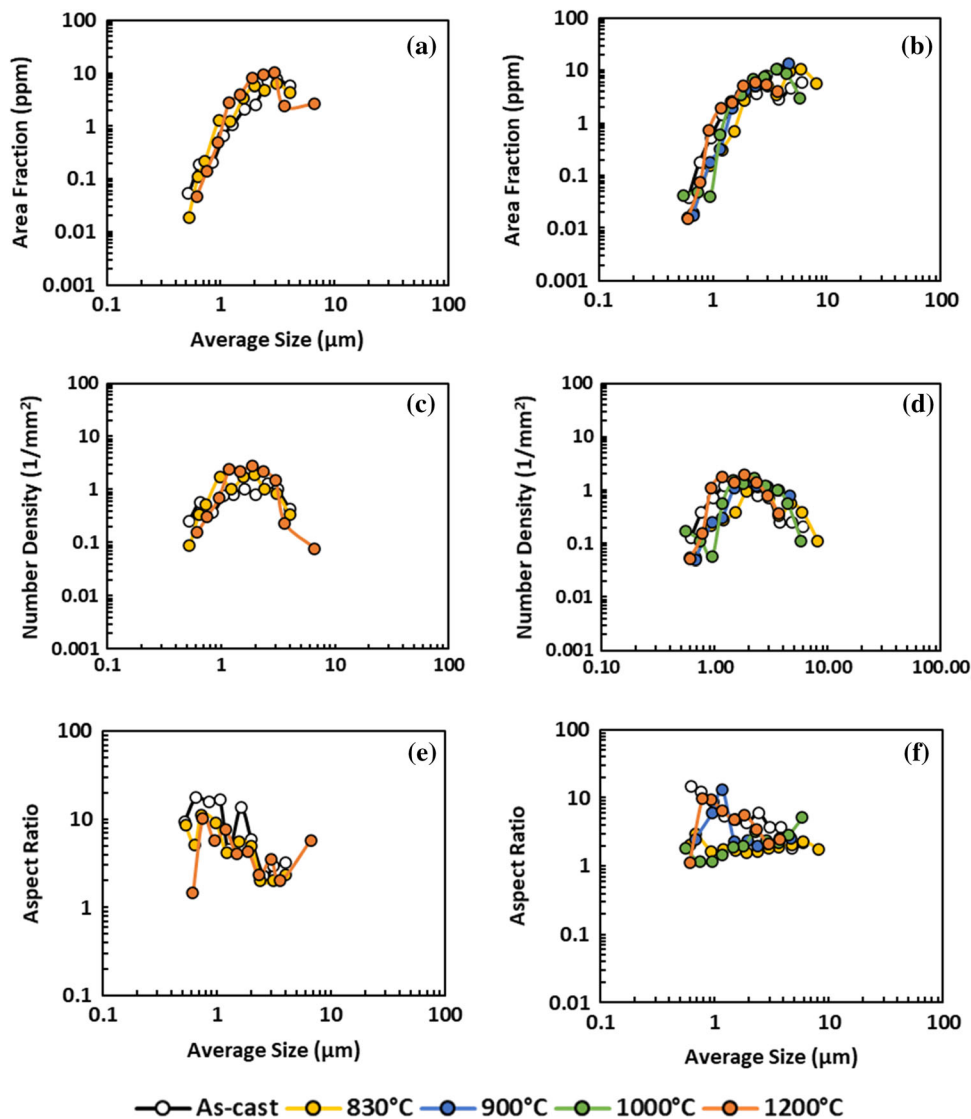 (a)
Area Fraction (ppm)
100
10
1
0.1
0.01
0.001
0.1 1 10 100
Average Size (µm)
(b)
Area Fraction (ppm)
100
10
1
0.1
0.01
0.001
0.1 1 10 100
(c)
Number Density (1/mm²)
100
10
1
0.1
0.01
0.001
0.1 1 10 100
(d)
Number Density (1/mm²)
100
10
1
0.1
0.01
0.001
0.10 1.00 10.00 100.00
(e)
Aspect Ratio
100
10
1
0.1
0.1 1 10 100
Average Size (µm)
(f)
Aspect Ratio
100
10
1
0.1
0.01
0.1 1 10 100
Average Size (µm)
As-cast 830°C 900°C 1000°C 1200°C